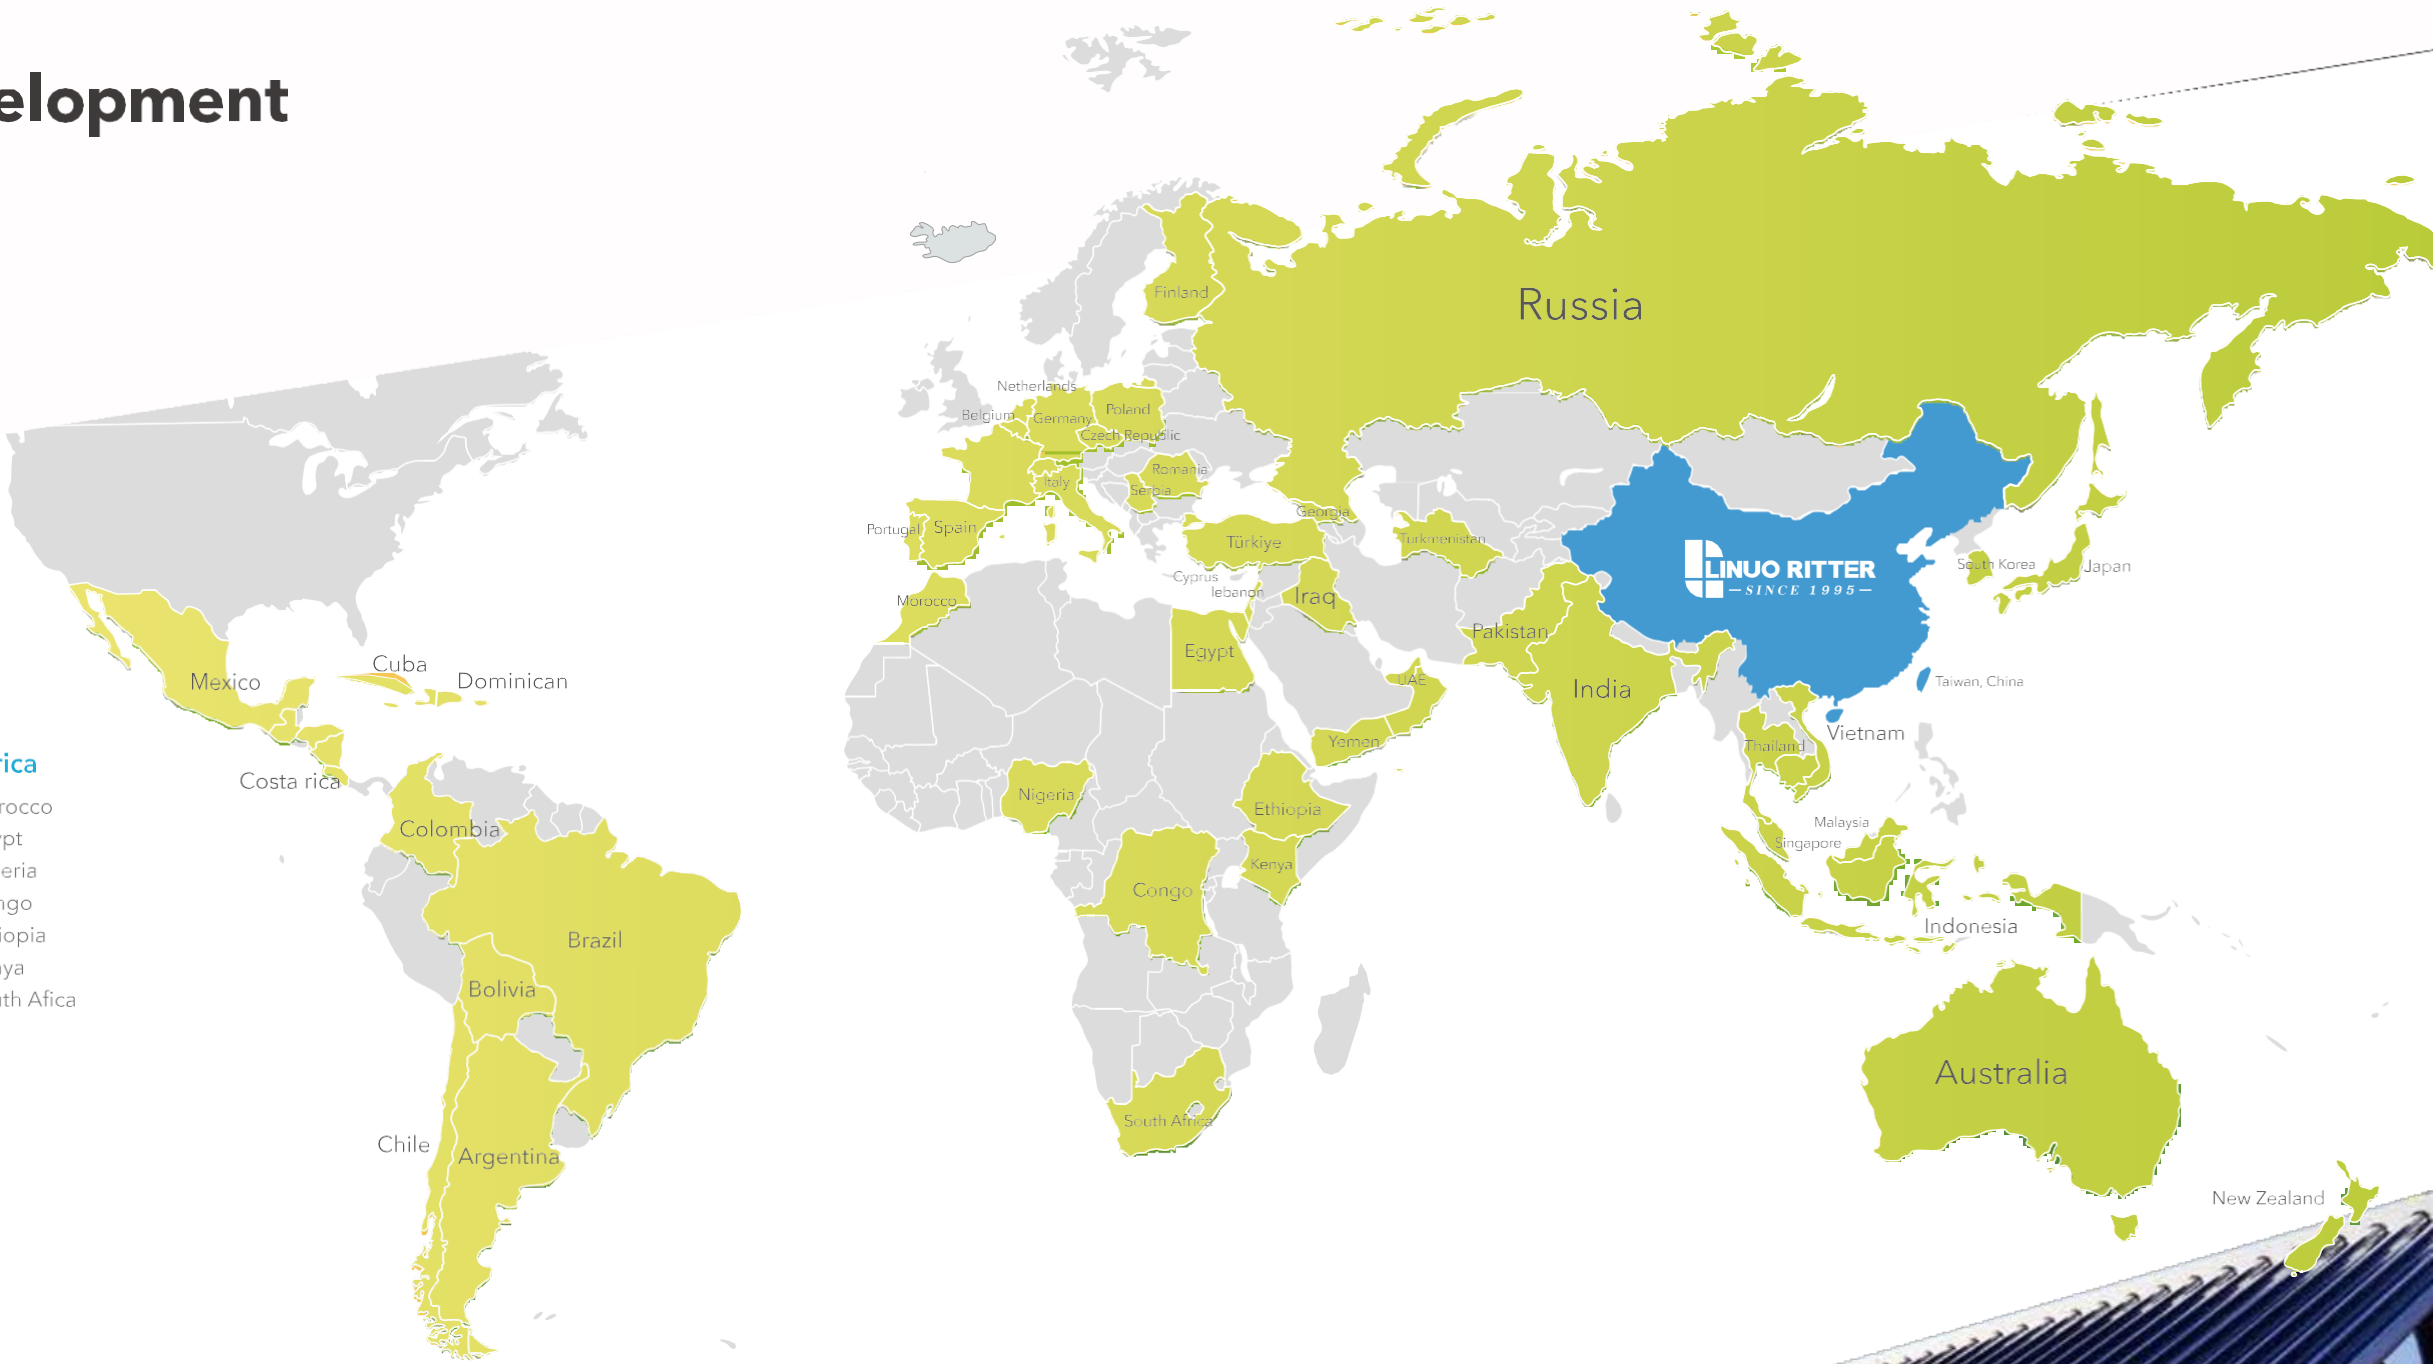 elopment
Russia
Finland
Netherlands
Belgium
Germany
Poland
Czech Republic
Romania
Italy
Serbia
Portugal
Spain
Georgia
Türkiye
Turkmenistan
LINUO RITTER
SINCE 1995
South Korea
Japan
Cyprus
lebanon
Morocco
Iraq
Pakistan
Egypt
Cuba
Mexico
Dominican
UAE
India
Taiwan, China
Yemen
Vietnam
Thailand
rica
Costa rica
Nigeria
Ethiopia
rocco
Colombia
Malaysia
Singapore
pt
Kenya
eria
Congo
ngo
Indonesia
Brazil
iopia
ya
Bolivia
th Afica
Australia
South Africa
Chile
Argentina
New Zealand